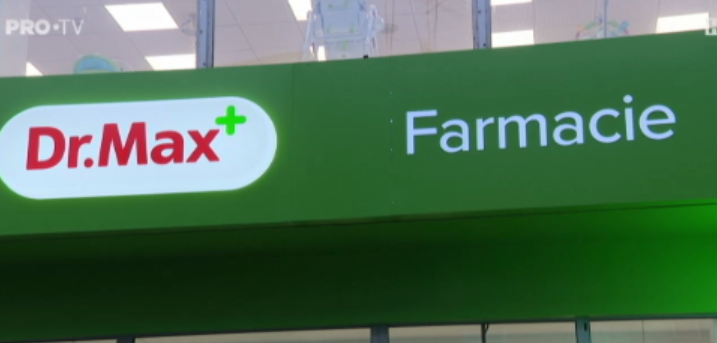 PRO•TV
Dr.Max+
Farmacie